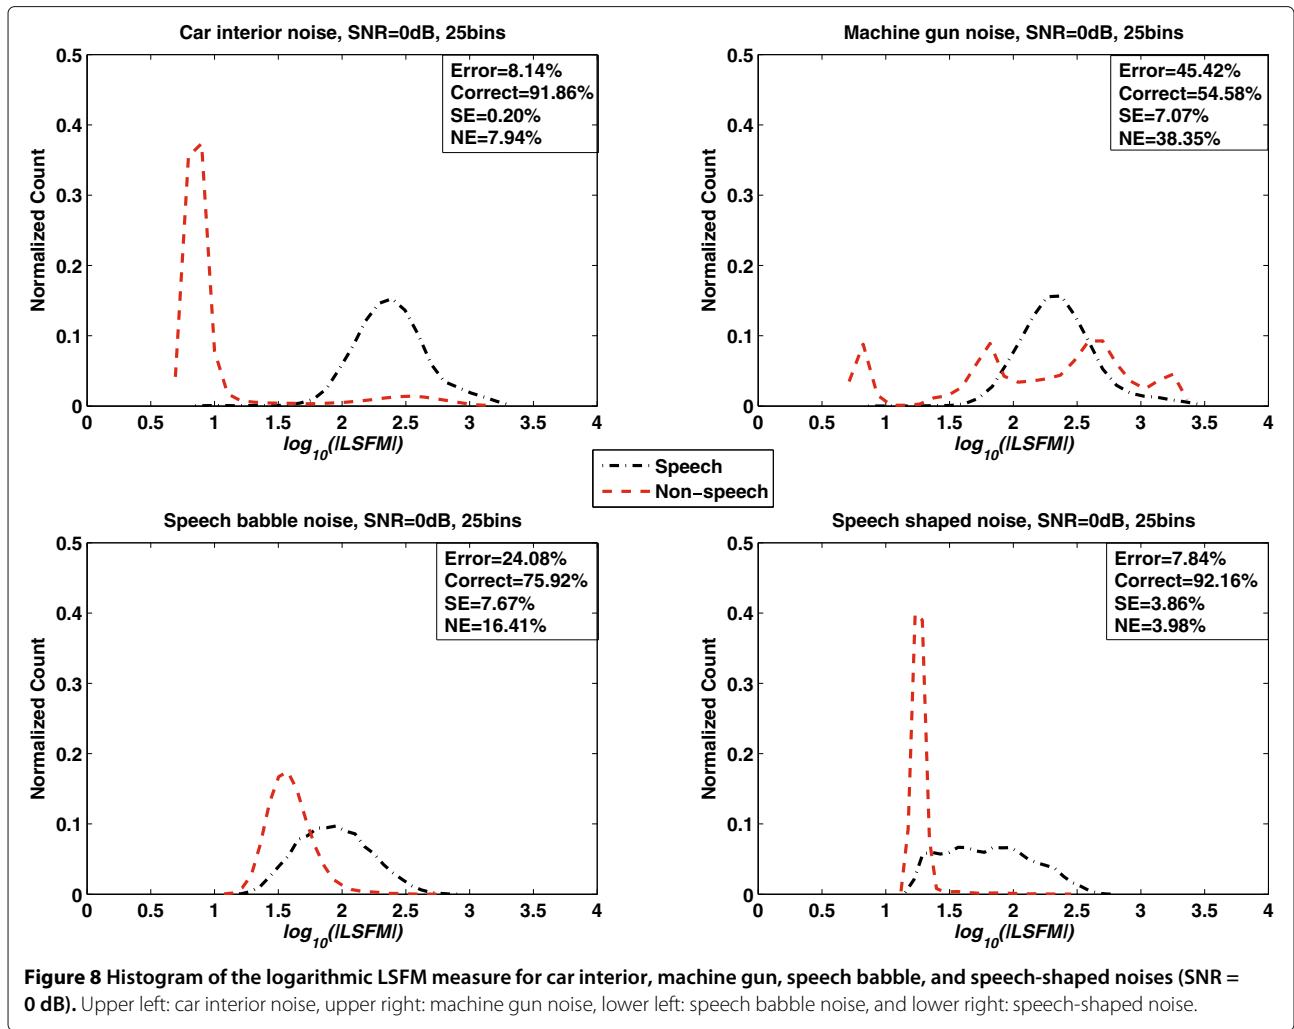 Car interior noise, SNR=0dB, 25bins
0.5
0.4
0.3
0.2
0.1
0
Normalized Count
Error=8.14%
Correct=91.86%
SE=0.20%
NE=7.94%
0 0.5 1 1.5 2 2.5 3 3.5 4
log10(|LSFM|)
Machine gun noise, SNR=0dB, 25bins
0.5
0.4
0.3
0.2
0.1
0
Normalized Count
Error=45.42%
Correct=54.58%
SE=7.07%
NE=38.35%
0 0.5 1 1.5 2 2.5 3 3.5 4
log10(|LSFM|)
Speech
Non−speech
Speech babble noise, SNR=0dB, 25bins
0.5
0.4
0.3
0.2
0.1
0
Normalized Count
Error=24.08%
Correct=75.92%
SE=7.67%
NE=16.41%
0 0.5 1 1.5 2 2.5 3 3.5 4
log10(|LSFM|)
Speech shaped noise, SNR=0dB, 25bins
0.5
0.4
0.3
0.2
0.1
0
Normalized Count
Error=7.84%
Correct=92.16%
SE=3.86%
NE=3.98%
0 0.5 1 1.5 2 2.5 3 3.5 4
log10(|LSFM|)
Figure 8 Histogram of the logarithmic LSFM measure for car interior, machine gun, speech babble, and speech-shaped noises (SNR =
0 dB). Upper left: car interior noise, upper right: machine gun noise, lower left: speech babble noise, and lower right: speech-shaped noise.